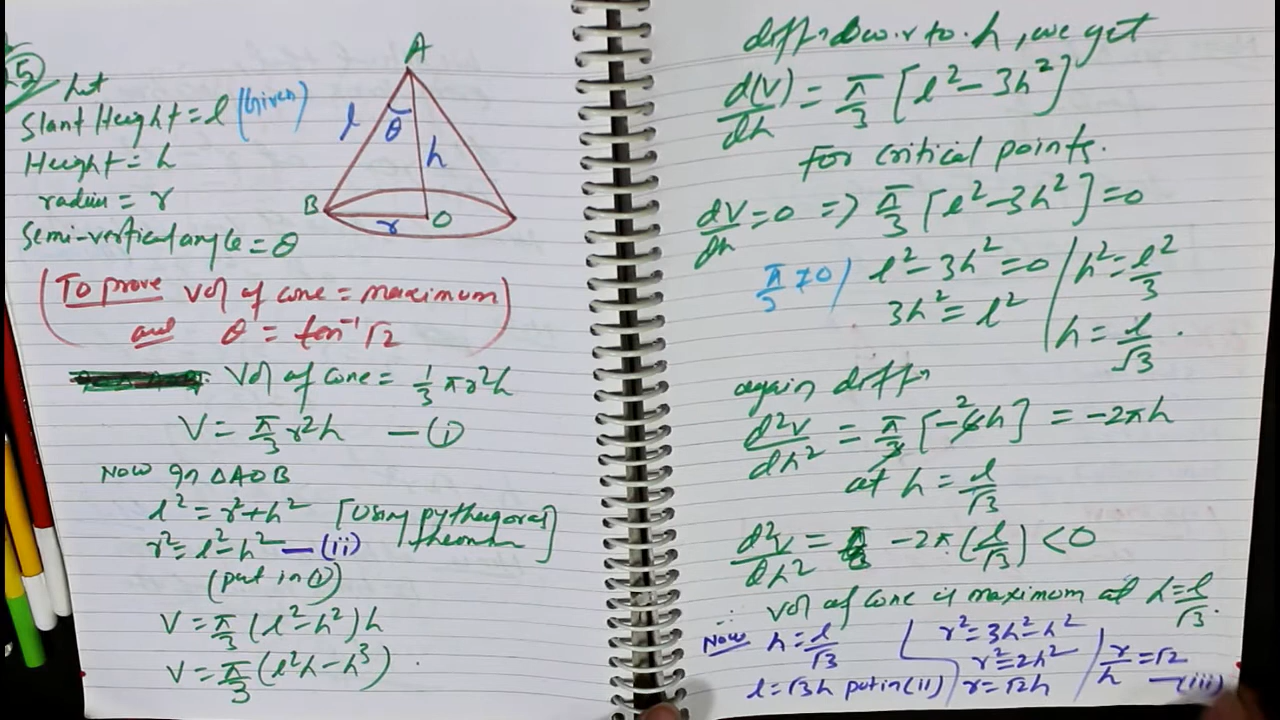 25
Let
Slant Height = l (Given)
Height = h
radius = r
Semi-vertical angle = θ
A
l
θ
h
B
r
O
(To prove Vol of cone = maximum
and θ = tan⁻¹√2)
Vol of cone = 1/3 πr²h
V = π/3 r²h — (i)
Now in ΔAOB
l² = r² + h² [Using pythagoras
theorem]
r² = l² - h² — (ii)
(put in (i))
V = π/3 (l² - h²) h
V = π/3 (l²h - h³)
diff w.r.to. h, we get
d(V)/dh = π/3 [l² - 3h²]
For critical points.
dV/dh = 0 => π/3 [l² - 3h²] = 0
π/3 ≠ 0) l² - 3h² = 0
3h² = l²
h² = l²/3
h = l/√3 .
again diff
d²V/dh² = π/3 [-6h] = -2πh
2
at h = l/√3
d²V/dh² = -2π (l/√3) < 0
∴ Vol of cone is maximum at h = l/√3 .
Now h = l/√3
l = √3h put in (ii)
r² = 3h² - h²
r² = 2h²
r = √2h
r/h = √2
— (iii)